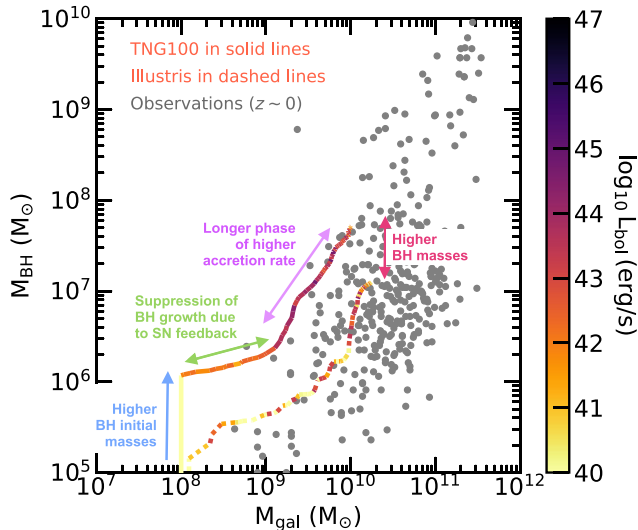 TNG100 in solid lines
Illustris in dashed lines
Observations (z ~ 0)
Longer phase
of higher
accretion rate
Higher
BH masses
Suppression of
BH growth due
to SN feedback
Higher
BH initial
masses
10^10
10^9
10^8
10^7
10^6
10^5
M_BH (M_⊙)
10^7 10^8 10^9 10^10 10^11 10^12
M_gal (M_⊙)
47
46
45
44
43
42
41
40
log_10 L_bol (erg/s)